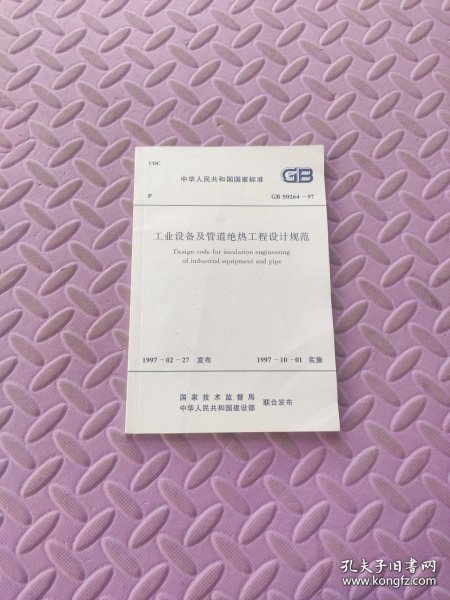 UDC
中华人民共和国国家标准
GB
P
GB 50264-97
工业设备及管道绝热工程设计规范
Design code for insulation engineering
of industrial equipment and pipe
1997-02-27 发布
1997-10-01 实施
国家技术监督局
中华人民共和国建设部
联合发布
孔夫子旧书网
www.kongfz.com